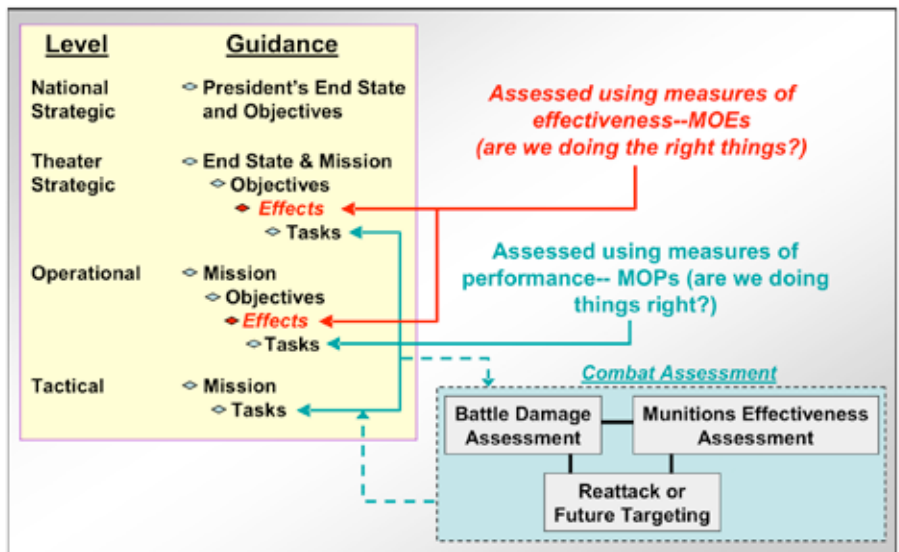 Level Guidance
National Strategic
President's End State and Objectives
Theater Strategic
End State & Mission
Objectives
Effects
Tasks
Operational
Mission
Objectives
Effects
Tasks
Tactical
Mission
Tasks
Assessed using measures of
effectiveness--MOEs
(are we doing the right things?)
Assessed using measures of
performance-- MOPs (are we doing
things right?)
Combat Assessment
Battle Damage
Assessment
Munitions Effectiveness
Assessment
Reattack or
Future Targeting